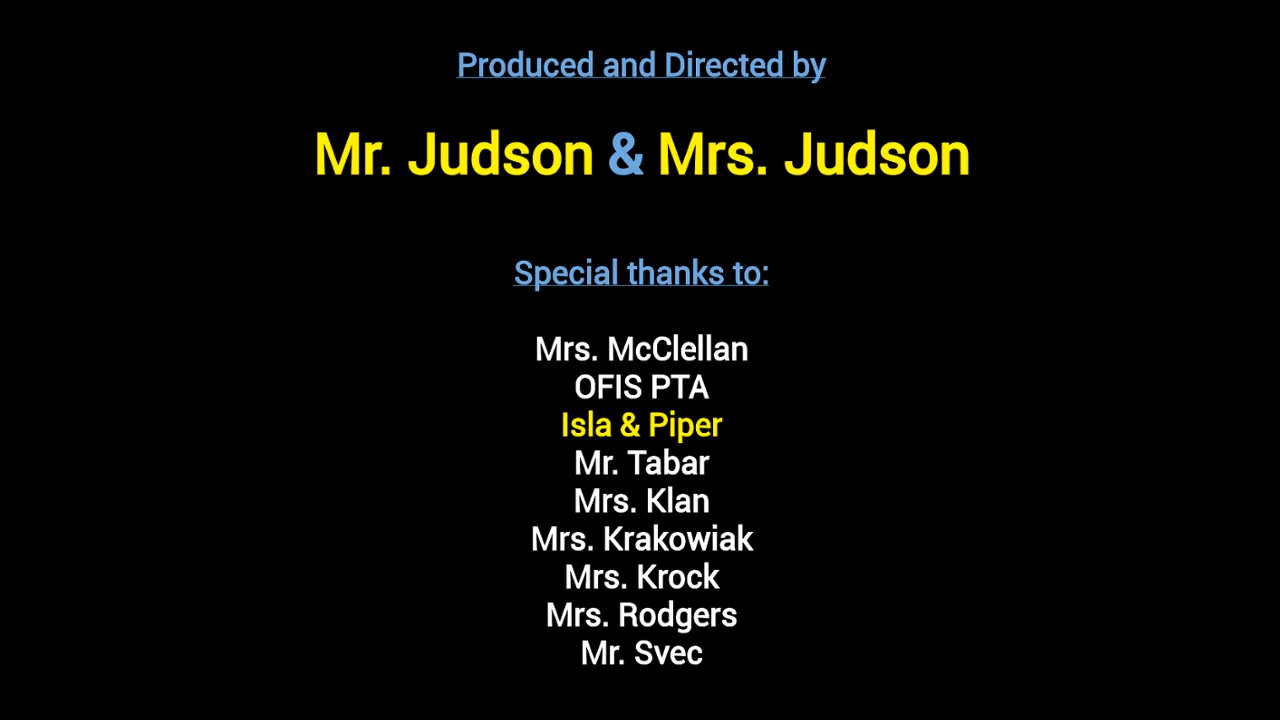 Produced and Directed by
Mr. Judson & Mrs. Judson
Special thanks to:
Mrs. McClellan
OFIS PTA
Isla & Piper
Mr. Tabar
Mrs. Klan
Mrs. Krakowiak
Mrs. Krock
Mrs. Rodgers
Mr. Svec